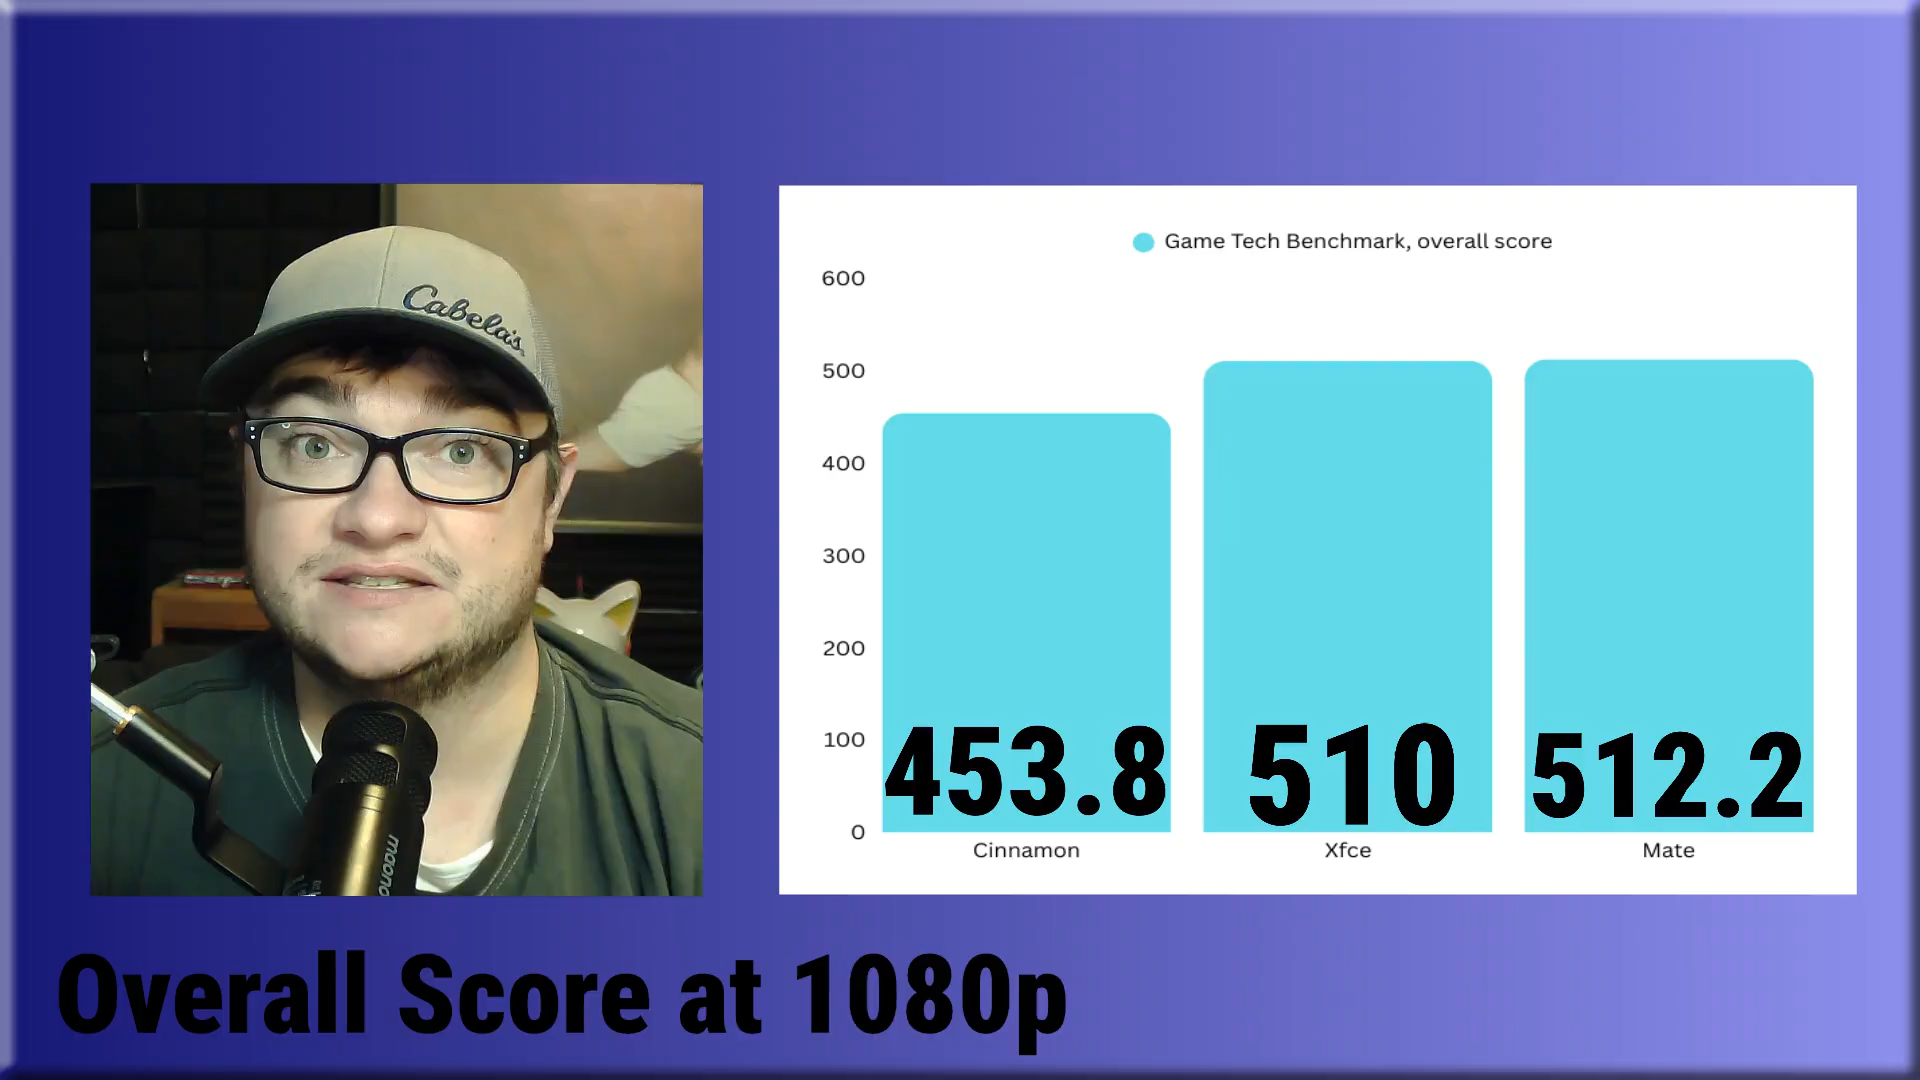 Cabela's
maono
Game Tech Benchmark, overall score
600
500
400
300
200
100
0
453.8
510
512.2
Cinnamon
Xfce
Mate
Overall Score at 1080p